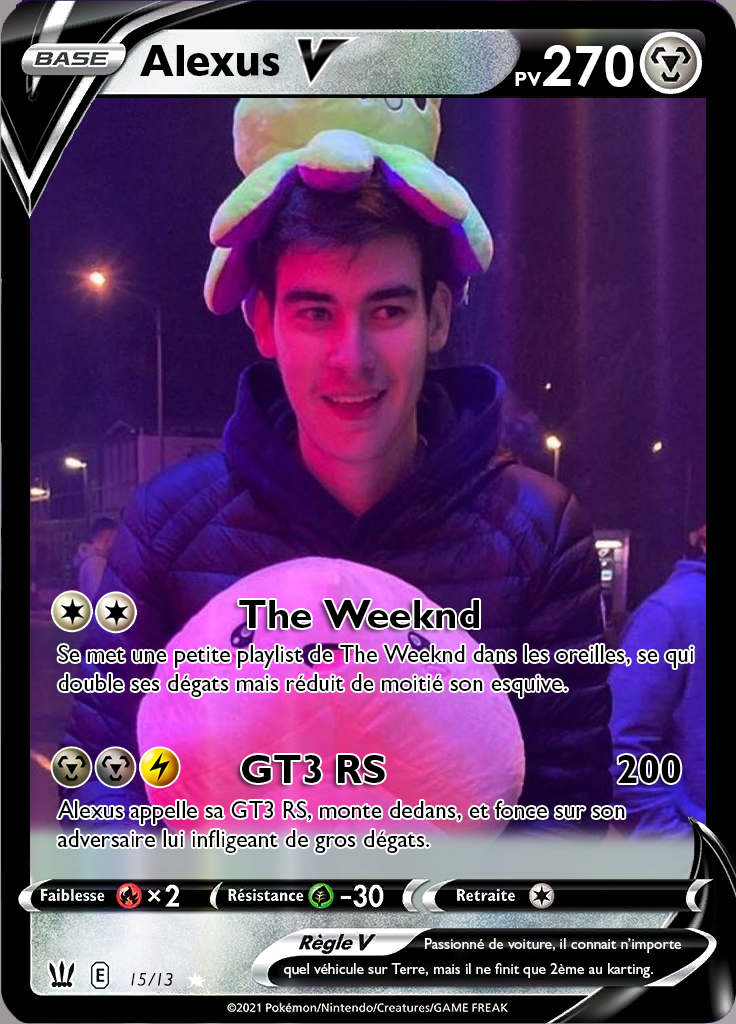 BASE
Alexus V
PV270
The Weeknd
Se met une petite playlist de The Weeknd dans les oreilles, se qui
double ses dégats mais réduit de moitié son esquive.
GT3 RS 200
Alexus appelle sa GT3 RS, monte dedans, et fonce sur son
adversaire lui infligeant de gros dégats.
Faiblesse ×2 Résistance -30 Retraite
Règle V Passionné de voiture, il connait n'importe
quel véhicule sur Terre, mais il ne finit que 2ème au karting.
E 15/13
©2021 Pokémon/Nintendo/Creatures/GAME FREAK